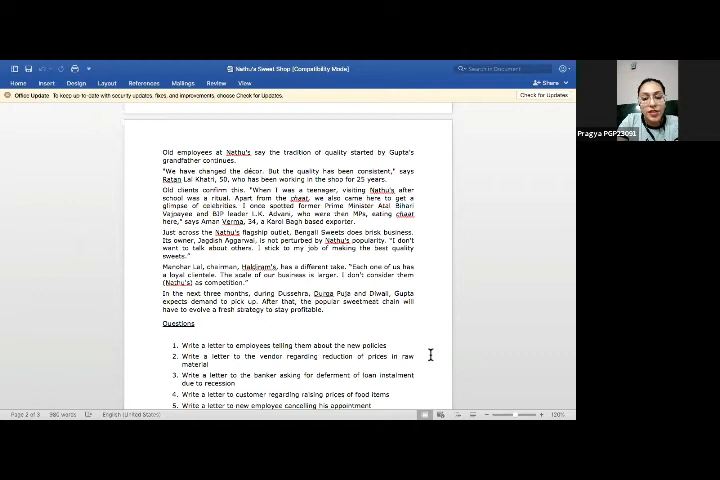 Nathu's Sweet Shop [Compatibility Mode]
Search in Document
Home Insert Design Layout References Mailings Review View
Share
Office Update To keep up-to-date with security updates, fixes, and improvements, choose Check for Updates.
Check for Updates
Old employees at Nathu's say the tradition of quality started by Gupta's
grandfather continues.
"We have changed the décor. But the quality has been consistent," says
Ratan Lal Khatri, 50, who has been working in the shop for 25 years.
Old clients confirm this. "When I was a teenager, visiting Nathu's after
school was a ritual. Apart from the chaat, we also came here to get a
glimpse of celebrities. I once spotted former Prime Minister Atal Bihari
Vajpayee and BJP leader L.K. Advani, who were then MPs, eating chaat
here," says Aman Verma, 34, a Karol Bagh based exporter.
Just across the Nathu's flagship outlet, Bengali Sweets does brisk business.
Its owner, Jagdish Aggarwal, is not perturbed by Nathu's popularity. "I don't
want to talk about others. I stick to my job of making the best quality
sweets."
Manohar Lal, chairman, Haldiram's, has a different take. "Each one of us has
a loyal clientele. The scale of our business is larger. I don't consider them
(Nathu's) as competition."
In the next three months, during Dussehra, Durga Puja and Diwali, Gupta
expects demand to pick up. After that, the popular sweetmeat chain will
have to evolve a fresh strategy to stay profitable.
Questions
1. Write a letter to employees telling them about the new policies
2. Write a letter to the vendor regarding reduction of prices in raw
material
3. Write a letter to the banker asking for deferment of loan instalment
due to recession
4. Write a letter to customer regarding raising prices of food items
5. Write a letter to new employee cancelling his appointment
Page 2 of 3 980 words English (United States) 120%
Pragya PGP23091